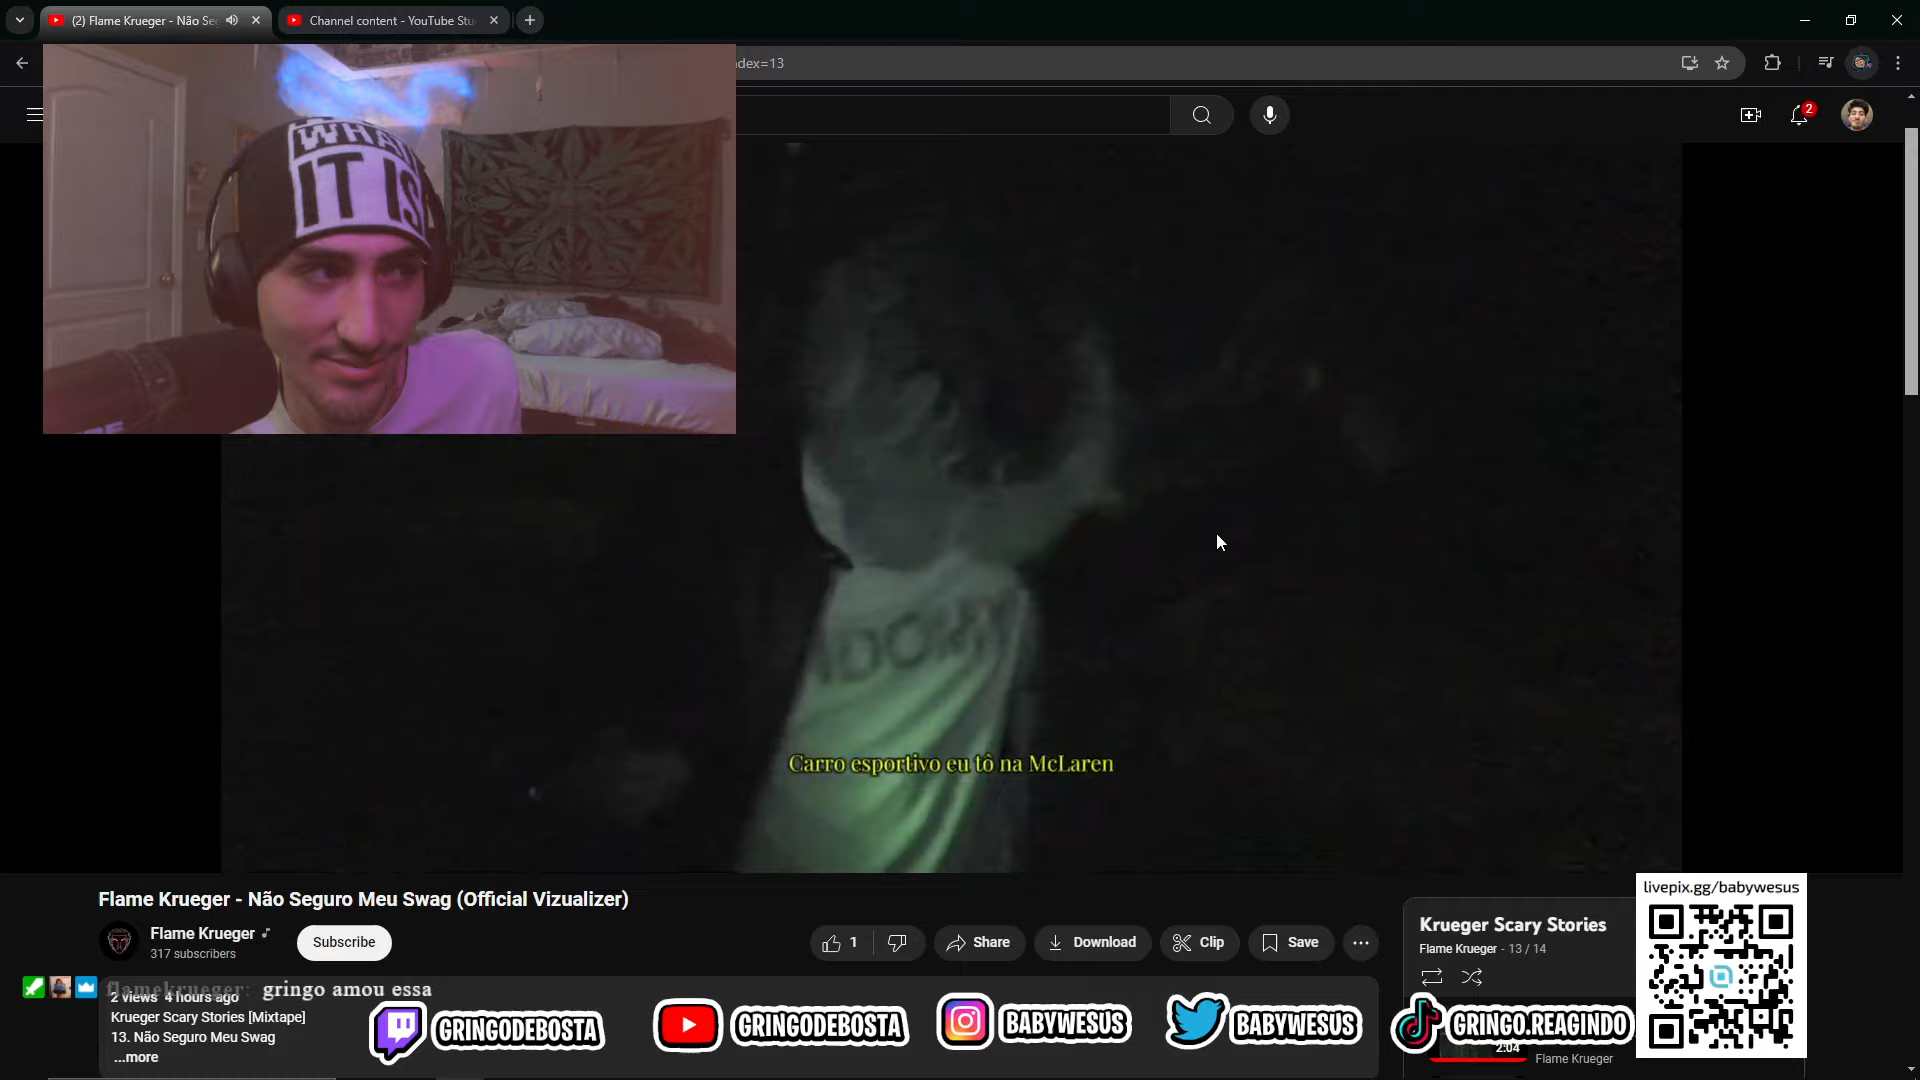 (2) Flame Krueger - Não Se
Channel content - YouTube Stu
dex=13
2
WHAT
IT IS
Carro esportivo eu tô na McLaren
Flame Krueger - Não Seguro Meu Swag (Official Vizualizer)
Flame Krueger
317 subscribers
Subscribe
1
Share
Download
Clip
Save
flamekrueger: gringo amou essa
2 views 4 hours ago
Krueger Scary Stories [Mixtape]
13. Não Seguro Meu Swag
...more
GRINGODEBOSTA
GRINGODEBOSTA
BABYWESUS
BABYWESUS
GRINGO.REAGINDO
Krueger Scary Stories
Flame Krueger - 13 / 14
2:04
Flame Krueger
livepix.gg/babywesus